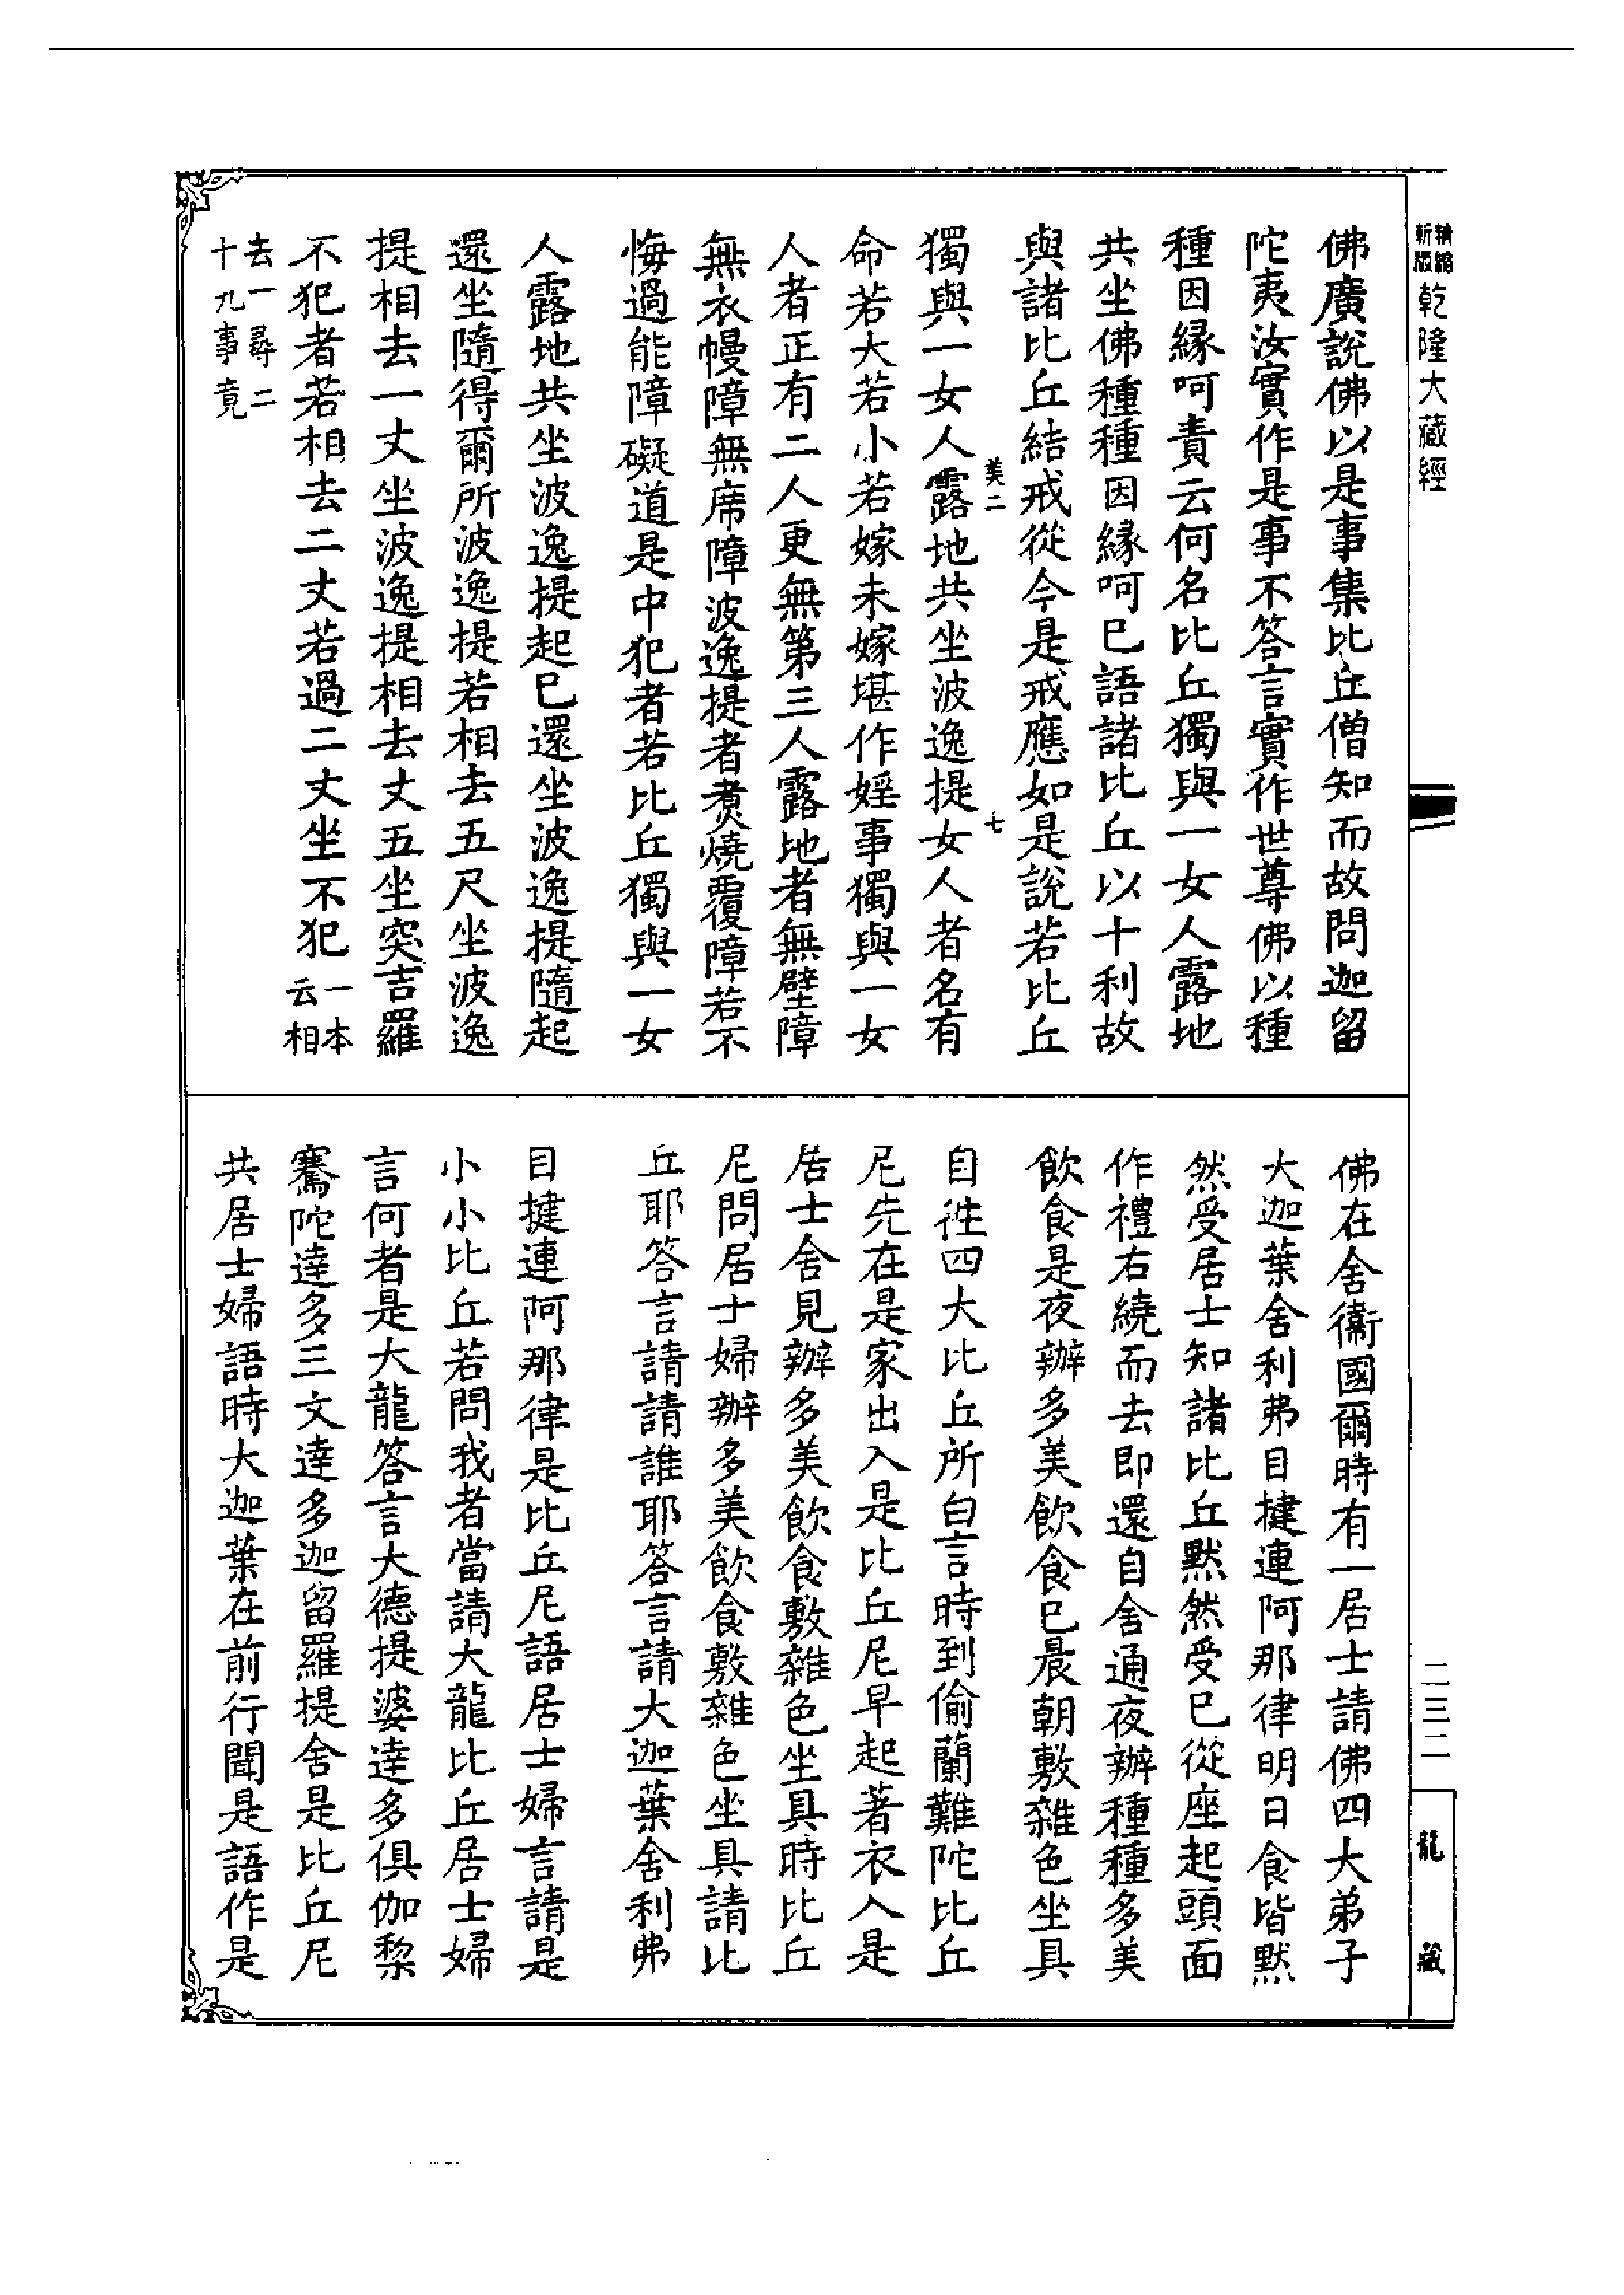 精縮新版乾隆大藏經
佛廣說佛以是事集比丘僧知而故問迦留
陀夷汝實作是事不答言實作世尊佛以種
種因緣呵責云何名比丘獨與一女人露地
共坐佛種種因緣呵已語諸比丘以十利故
與諸比丘結戒從今是戒應如是說若比丘
美二 七
獨與一女人露地共坐波逸提女人者名有
命若大若小若嫁未嫁堪作婬事獨與一女
人者正有二人更無第三人露地者無壁障
無衣幔障無席障波逸提者煑燒覆障若不
悔過能障礙道是中犯者若比丘獨與一女
人露地共坐波逸提起已還坐波逸提隨起
還坐隨得爾所波逸提若相去五尺坐波逸
提相去一丈坐波逸提相去丈五坐突吉羅
不犯者若相去二丈若過二丈坐不犯一本云相
去一尋二十九事竟
佛在舍衞國爾時有一居士請佛四大弟子
大迦葉舍利弗目揵連阿那律明日食皆默
然受居士知諸比丘默然受已從座起頭面
作禮右繞而去即還自舍通夜辦種種多美
飲食是夜辦多美飲食已晨朝敷雜色坐具
自徃四大比丘所白言時到偷蘭難陀比丘
尼先在是家出入是比丘尼早起著衣入是
居士舍見辦多美飲食敷雜色坐具時比丘
尼問居士婦辦多美飲食敷雜色坐具請比
丘耶答言請請誰耶答言請大迦葉舍利弗
目揵連阿那律是比丘尼語居士婦言請是
小小比丘若問我者當請大龍比丘居士婦
言何者是大龍答言大德提婆達多俱伽棃
騫陀達多三文達多迦留羅提舍是比丘尼
共居士婦語時大迦葉在前行聞是語作是
二三二
龍藏